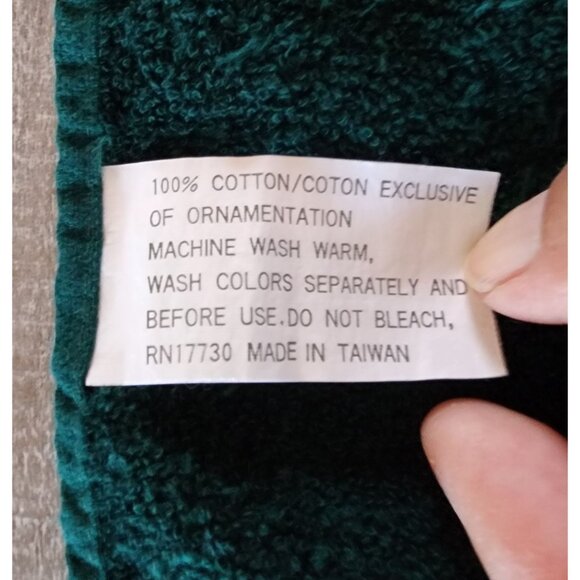 100% COTTON/COTON EXCLUSIVE
OF ORNAMENTATION
MACHINE WASH WARM,
WASH COLORS SEPARATELY AND
BEFORE USE.DO NOT BLEACH,
RN17730 MADE IN TAIWAN